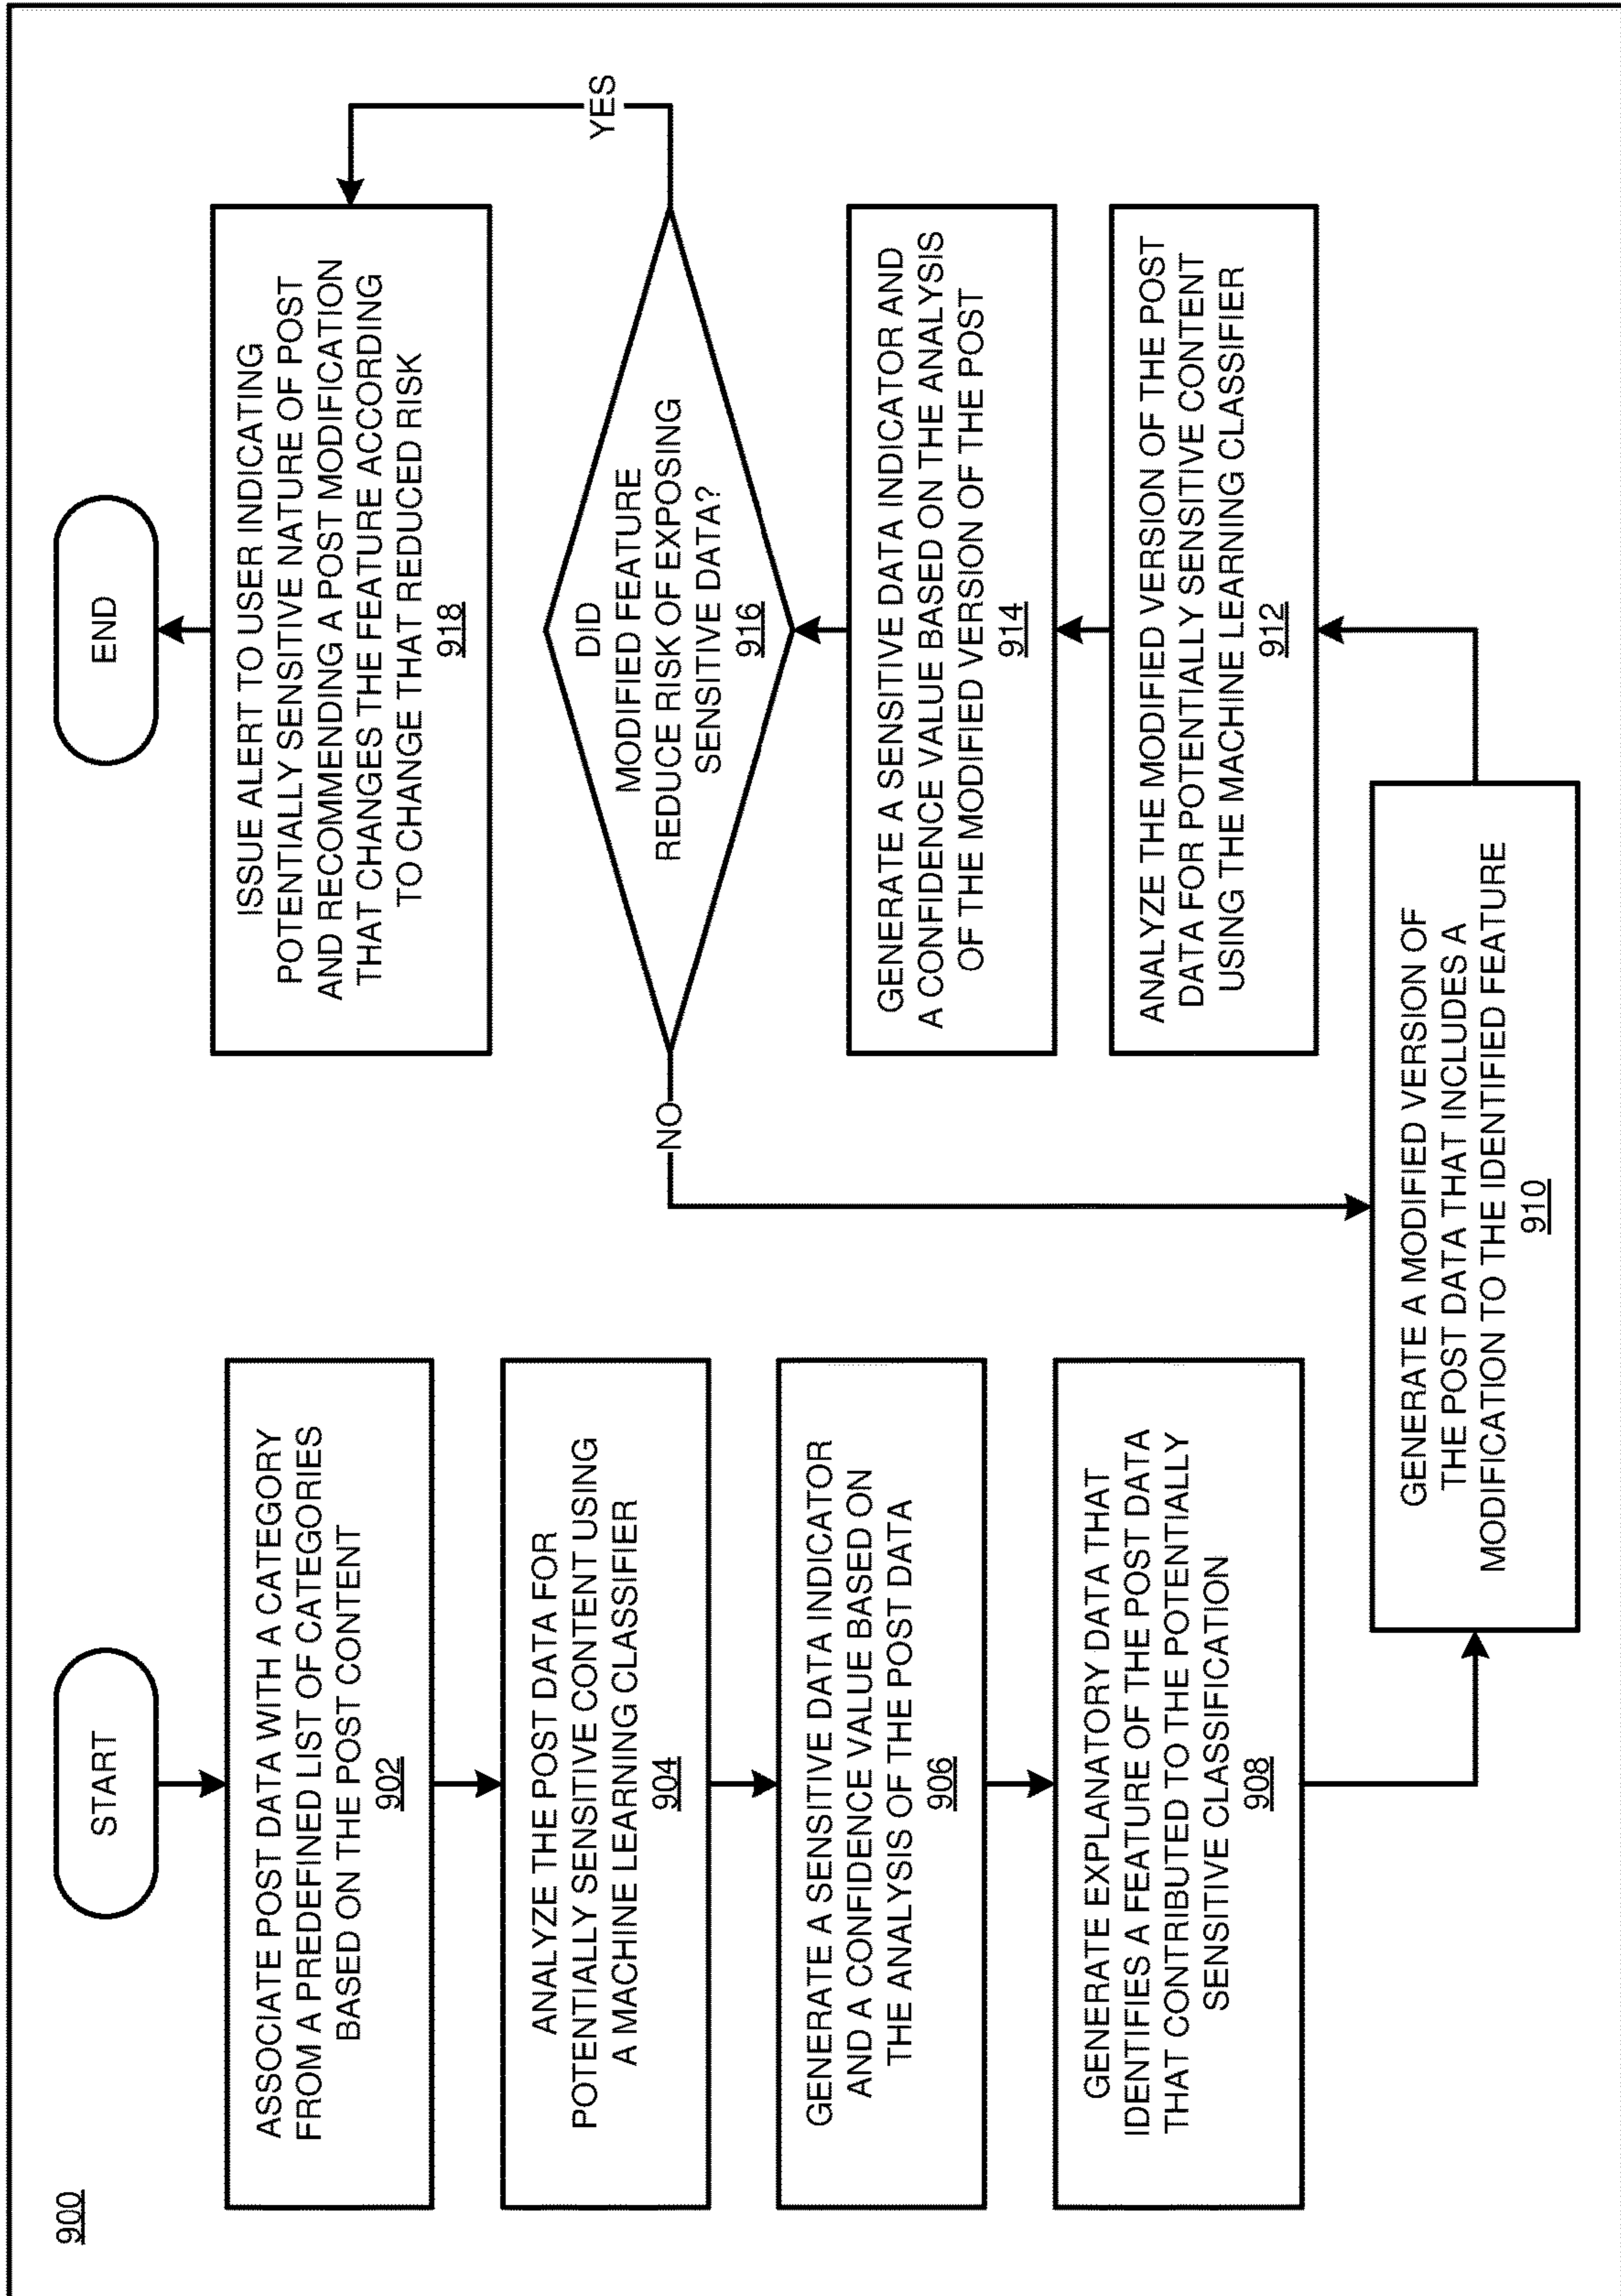 900
START
ASSOCIATE POST DATA WITH A CATEGORY
FROM A PREDEFINED LIST OF CATEGORIES
BASED ON THE POST CONTENT
902
ANALYZE THE POST DATA FOR
POTENTIALLY SENSITIVE CONTENT USING
A MACHINE LEARNING CLASSIFIER
904
GENERATE A SENSITIVE DATA INDICATOR
AND A CONFIDENCE VALUE BASED ON
THE ANALYSIS OF THE POST DATA
906
GENERATE EXPLANATORY DATA THAT
IDENTIFIES A FEATURE OF THE POST DATA
THAT CONTRIBUTED TO THE POTENTIALLY
SENSITIVE CLASSIFICATION
908
GENERATE A MODIFIED VERSION OF
THE POST DATA THAT INCLUDES A
MODIFICATION TO THE IDENTIFIED FEATURE
910
ANALYZE THE MODIFIED VERSION OF THE POST
DATA FOR POTENTIALLY SENSITIVE CONTENT
USING THE MACHINE LEARNING CLASSIFIER
912
GENERATE A SENSITIVE DATA INDICATOR AND
A CONFIDENCE VALUE BASED ON THE ANALYSIS
OF THE MODIFIED VERSION OF THE POST
914
DID
MODIFIED FEATURE
REDUCE RISK OF EXPOSING
SENSITIVE DATA?
916
NO
YES
ISSUE ALERT TO USER INDICATING
POTENTIALLY SENSITIVE NATURE OF POST
AND RECOMMENDING A POST MODIFICATION
THAT CHANGES THE FEATURE ACCORDING
TO CHANGE THAT REDUCED RISK
918
END